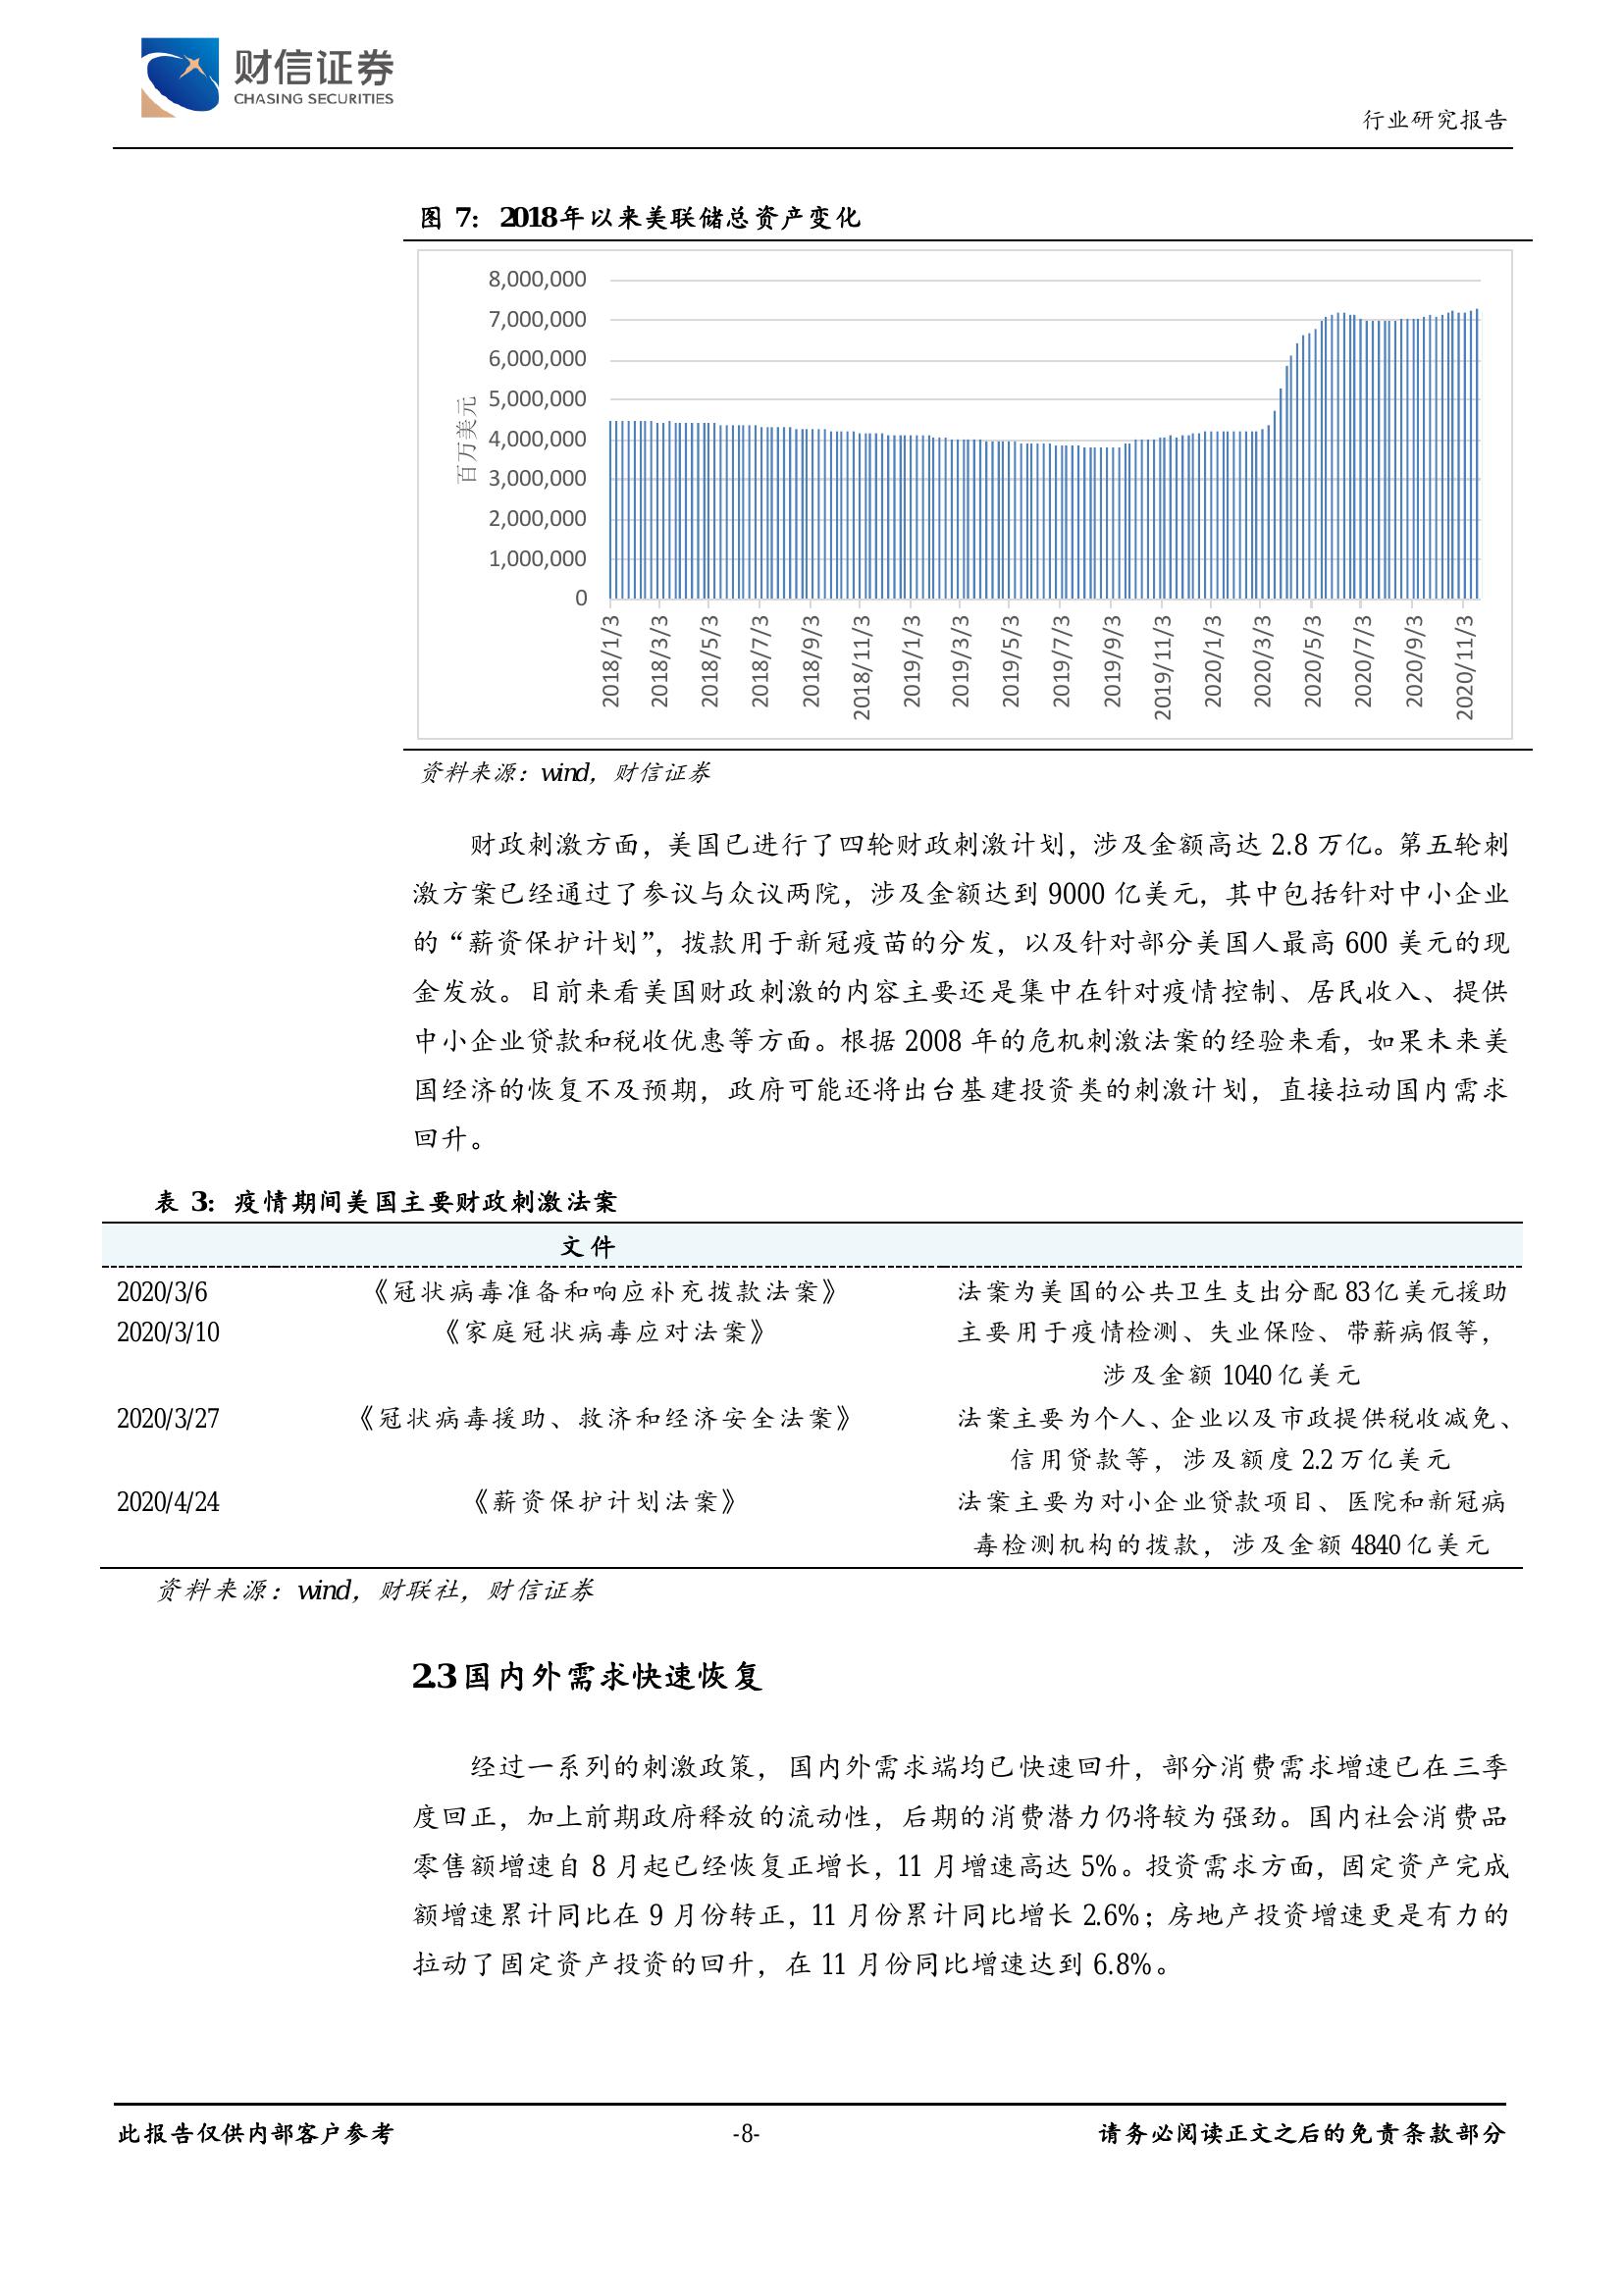 财信证券
CHASING SECURITIES
行业研究报告
图 7：2018年以来美联储总资产变化
8,000,000
7,000,000
6,000,000
5,000,000
4,000,000
3,000,000
2,000,000
1,000,000
0
百万美元
2018/1/3
2018/3/3
2018/5/3
2018/7/3
2018/9/3
2018/11/3
2019/1/3
2019/3/3
2019/5/3
2019/7/3
2019/9/3
2019/11/3
2020/1/3
2020/3/3
2020/5/3
2020/7/3
2020/9/3
2020/11/3
资料来源：wind，财信证券
财政刺激方面，美国已进行了四轮财政刺激计划，涉及金额高达 2.8 万亿。第五轮刺
激方案已经通过了参议与众议两院，涉及金额达到 9000 亿美元，其中包括针对中小企业
的“薪资保护计划”，拨款用于新冠疫苗的分发，以及针对部分美国人最高 600 美元的现
金发放。目前来看美国财政刺激的内容主要还是集中在针对疫情控制、居民收入、提供
中小企业贷款和税收优惠等方面。根据 2008 年的危机刺激法案的经验来看，如果未来美
国经济的恢复不及预期，政府可能还将出台基建投资类的刺激计划，直接拉动国内需求
回升。
表 3：疫情期间美国主要财政刺激法案
文件
2020/3/6 《冠状病毒准备和响应补充拨款法案》 法案为美国的公共卫生支出分配 83亿美元援助
2020/3/10 《家庭冠状病毒应对法案》 主要用于疫情检测、失业保险、带薪病假等，
涉及金额 1040 亿美元
2020/3/27 《冠状病毒援助、救济和经济安全法案》 法案主要为个人、企业以及市政提供税收减免、
信用贷款等，涉及额度 2.2 万亿美元
2020/4/24 《薪资保护计划法案》 法案主要为对小企业贷款项目、医院和新冠病
毒检测机构的拨款，涉及金额 4840 亿美元
资料来源：wind，财联社，财信证券
2.3 国内外需求快速恢复
经过一系列的刺激政策，国内外需求端均已快速回升，部分消费需求增速已在三季
度回正，加上前期政府释放的流动性，后期的消费潜力仍将较为强劲。国内社会消费品
零售额增速自 8 月起已经恢复正增长，11 月增速高达 5%。投资需求方面，固定资产完成
额增速累计同比在 9 月份转正，11 月份累计同比增长 2.6%；房地产投资增速更是有力的
拉动了固定资产投资的回升，在 11 月份同比增速达到 6.8%。
此报告仅供内部客户参考
-8-
请务必阅读正文之后的免责条款部分